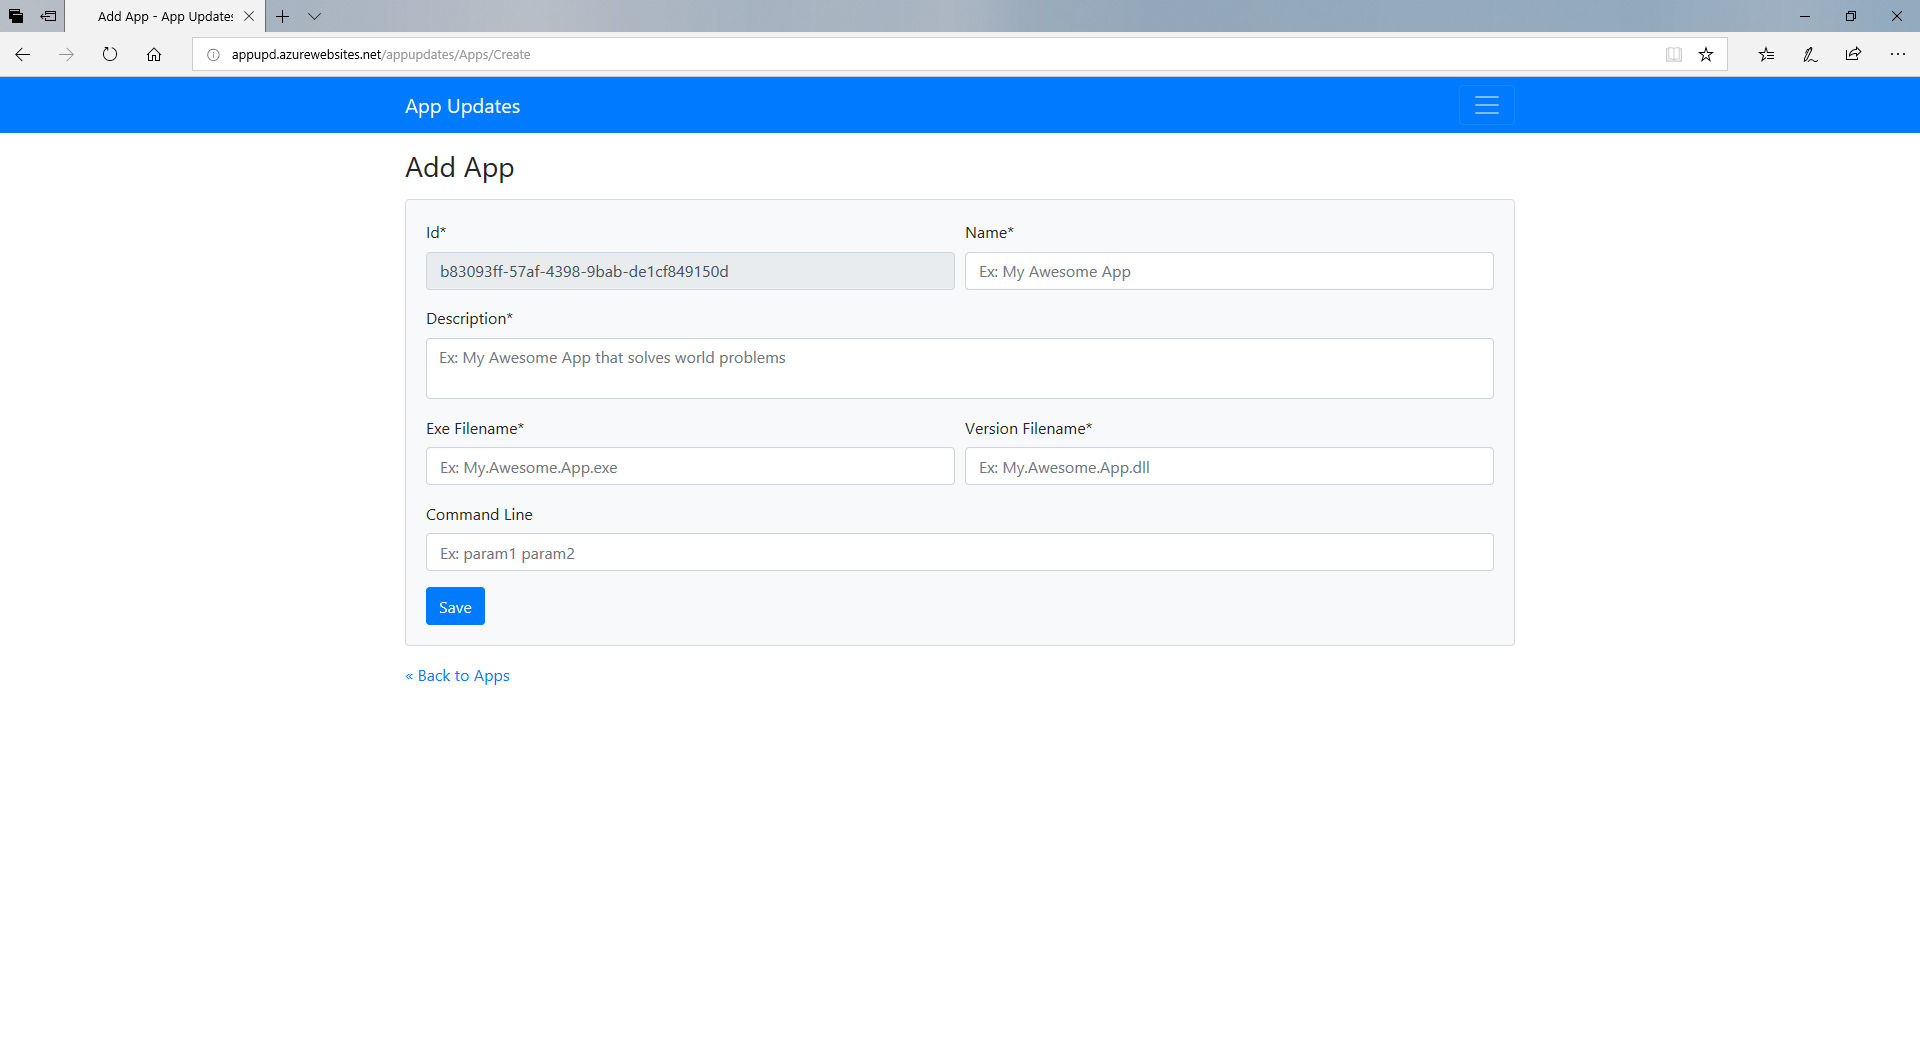 Add App - App Updates
appupd.azurewebsites.net/appupdates/Apps/Create
App Updates
Add App
Id*
Name*
b83093ff-57af-4398-9bab-de1cf849150d
Ex: My Awesome App
Description*
Ex: My Awesome App that solves world problems
Exe Filename*
Version Filename*
Ex: My.Awesome.App.exe
Ex: My.Awesome.App.dll
Command Line
Ex: param1 param2
Save
« Back to Apps